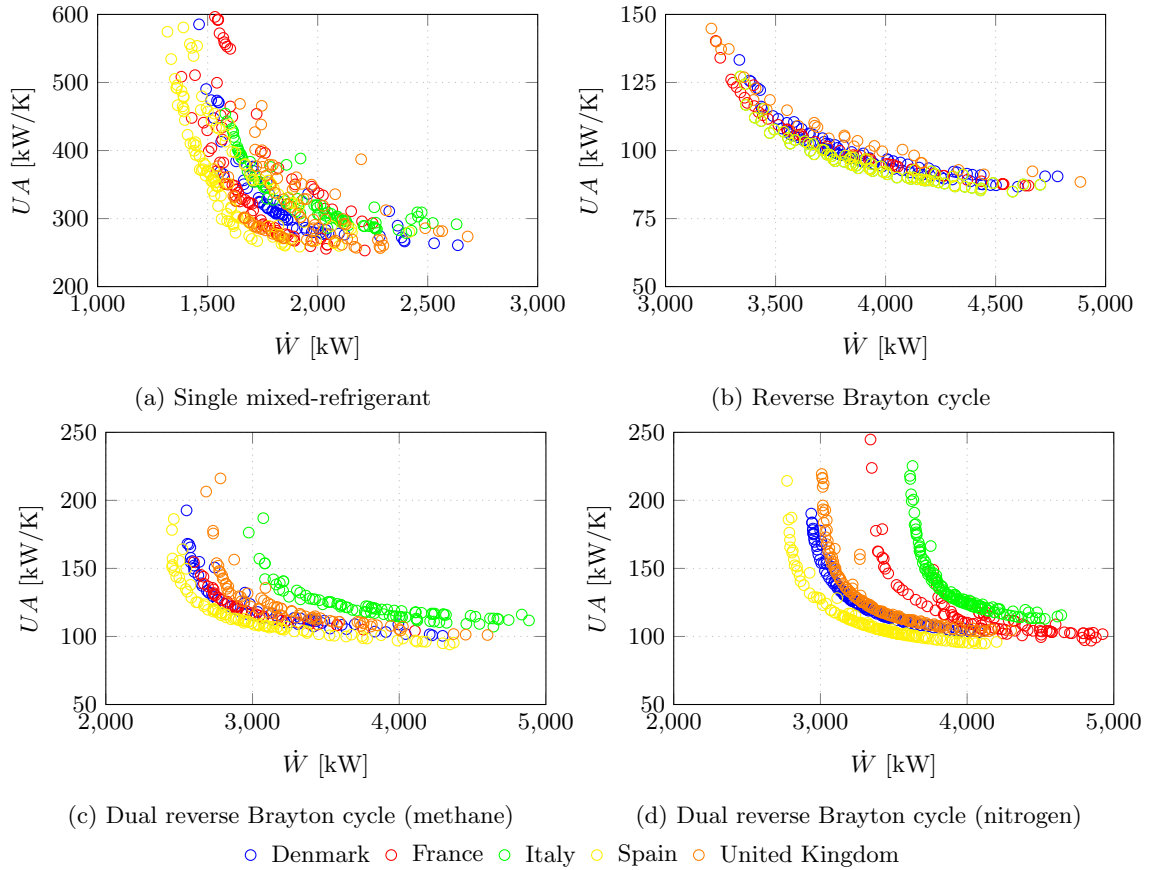 600
500
400
300
200
UA [kW/K]
1,000 1,500 2,000 2,500 3,000
Ẇ [kW]
(a) Single mixed-refrigerant
150
125
100
75
50
UA [kW/K]
3,000 3,500 4,000 4,500 5,000
Ẇ [kW]
(b) Reverse Brayton cycle
250
200
150
100
50
UA [kW/K]
2,000 3,000 4,000 5,000
Ẇ [kW]
(c) Dual reverse Brayton cycle (methane)
250
200
150
100
50
UA [kW/K]
2,000 3,000 4,000 5,000
Ẇ [kW]
(d) Dual reverse Brayton cycle (nitrogen)
Denmark France Italy Spain United Kingdom